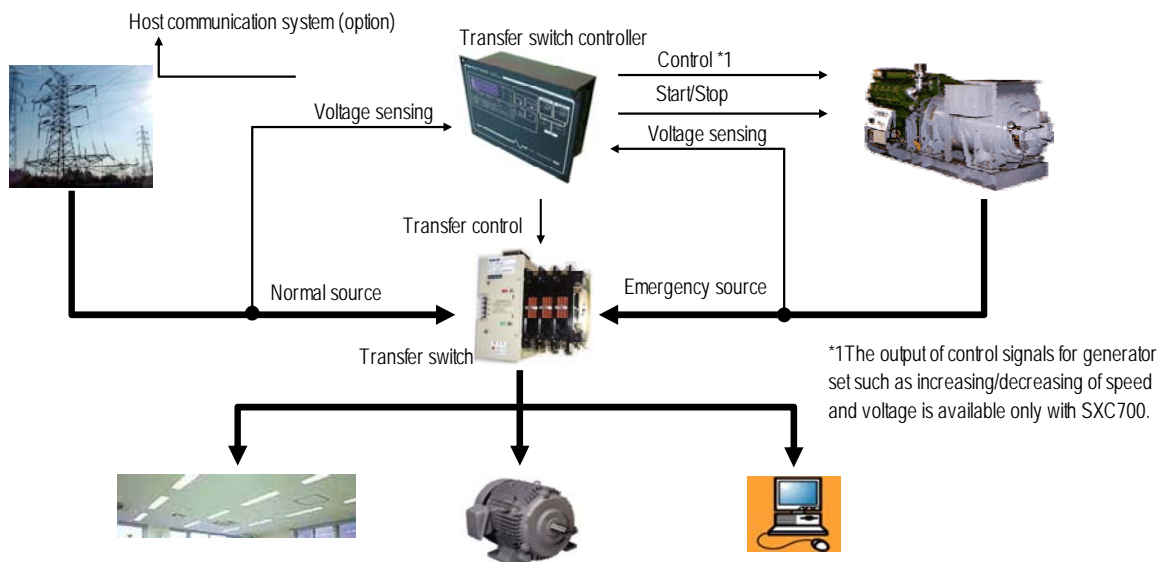 Host communication system (option)
Transfer switch controller
Control *1
Start/Stop
Voltage sensing
Voltage sensing
Transfer control
Normal source
Emergency source
Transfer switch
*1The output of control signals for generator
set such as increasing/decreasing of speed
and voltage is available only with SXC700.